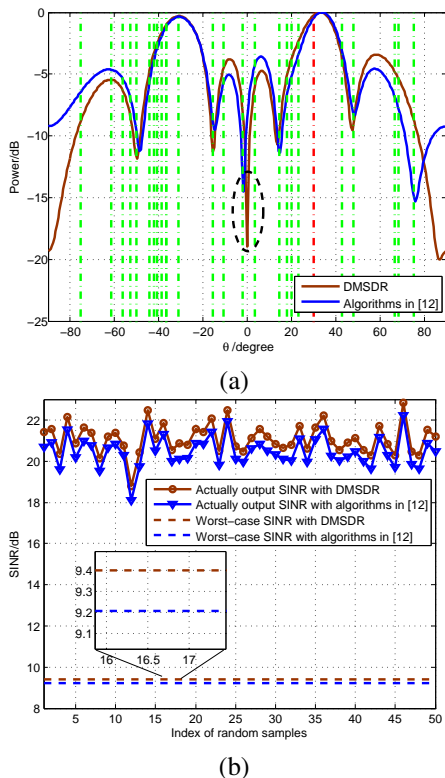 0
−5
−10
−15
−20
−25
Power/dB
−80 −60 −40 −20 0 20 40 60 80
θ /degree
DMSDR
Algorithms in [12]
(a)
22
20
18
16
14
12
10
8
SINR/dB
Actually output SINR with DMSDR
Actually output SINR with algorithms in [12]
Worst−case SINR with DMSDR
Worst−case SINR with algorithms in [12]
9.4
9.3
9.2
9.1
16 16.5 17
5 10 15 20 25 30 35 40 45 50
Index of random samples
(b)